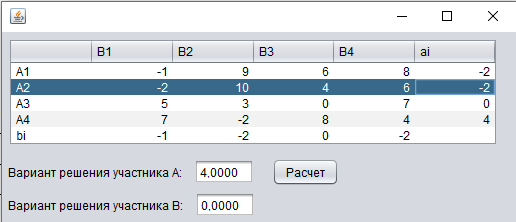 B1 B2 B3 B4 ai
A1 -1 9 6 8 -2
A2 -2 10 4 6 -2
A3 5 3 0 7 0
A4 7 -2 8 4 4
bi -1 -2 0 -2
Вариант решения участника A: 4,0000 Расчет
Вариант решения участника B: 0,0000